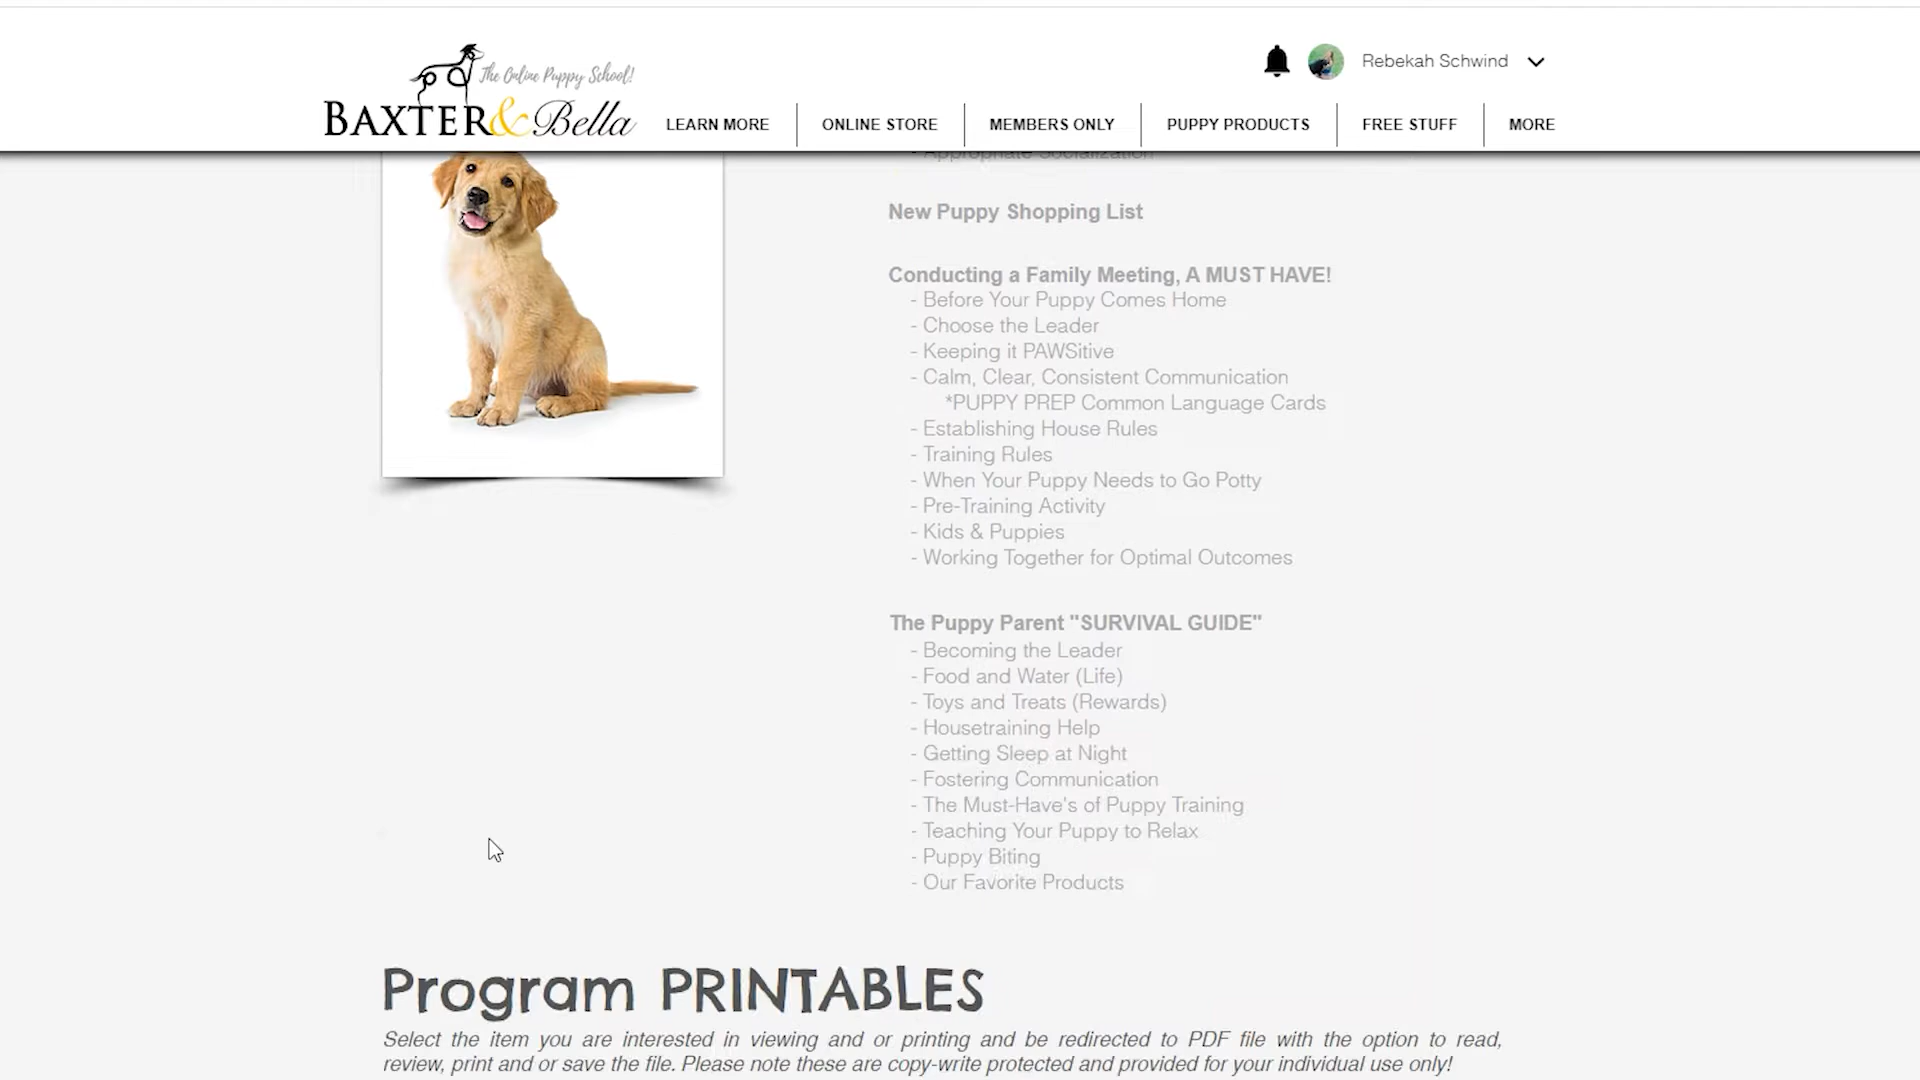 The Online Puppy School!
BAXTER & Bella
Rebekah Schwind
LEARN MORE
ONLINE STORE
MEMBERS ONLY
PUPPY PRODUCTS
FREE STUFF
MORE
- Appropriate Socialization
New Puppy Shopping List
Conducting a Family Meeting, A MUST HAVE!
- Before Your Puppy Comes Home
- Choose the Leader
- Keeping it PAWSitive
- Calm, Clear, Consistent Communication
*PUPPY PREP Common Language Cards
- Establishing House Rules
- Training Rules
- When Your Puppy Needs to Go Potty
- Pre-Training Activity
- Kids & Puppies
- Working Together for Optimal Outcomes
The Puppy Parent "SURVIVAL GUIDE"
- Becoming the Leader
- Food and Water (Life)
- Toys and Treats (Rewards)
- Housetraining Help
- Getting Sleep at Night
- Fostering Communication
- The Must-Have's of Puppy Training
- Teaching Your Puppy to Relax
- Puppy Biting
- Our Favorite Products
Program PRINTABLES
Select the item you are interested in viewing and or printing and be redirected to PDF file with the option to read,
review, print and or save the file. Please note these are copy-write protected and provided for your individual use only!